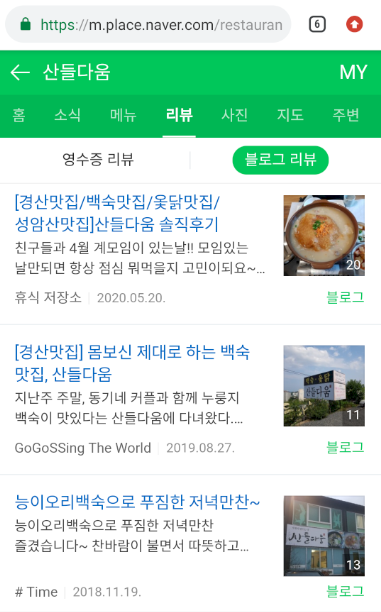 https://m.place.naver.com/restauran
6
산들다움
MY
홈 소식 메뉴 리뷰 사진 지도 주변
영수증 리뷰 블로그 리뷰
[경산맛집/백숙맛집/옻닭맛집/
성암산맛집]산들다움 솔직후기
친구들과 4월 계모임이 있는날!! 모임있는
날만되면 항상 점심 뭐먹을지 고민이되요~...
20
휴식 저장소 2020.05.20. 블로그
[경산맛집] 몸보신 제대로 하는 백숙
맛집, 산들다움
지난주 주말, 동기네 커플과 함께 누룽지
백숙이 맛있다는 산들다움에 다녀왔다....
산들다움
11
GoGoSSing The World 2019.08.27. 블로그
능이오리백숙으로 푸짐한 저녁만찬~
능이오리백숙으로 푸짐한 저녁만찬
즐겼습니다~ 찬바람이 불면서 따뜻하고...
산들다움
13
# Time 2018.11.19. 블로그